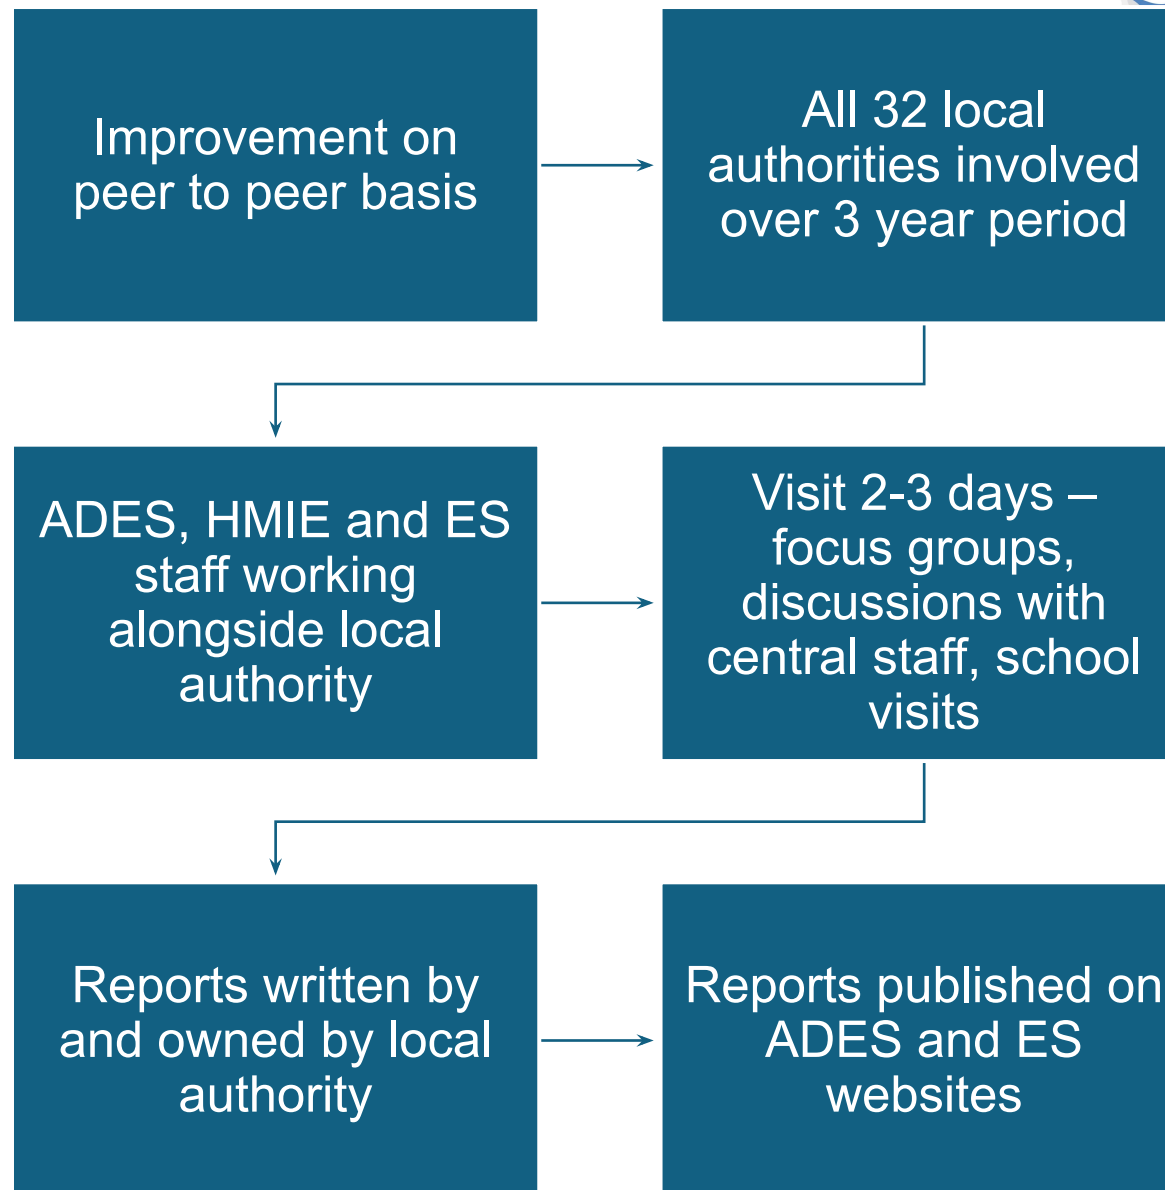 Improvement on
peer to peer basis
All 32 local
authorities involved
over 3 year period
ADES, HMIE and ES
staff working
alongside local
authority
Visit 2-3 days –
focus groups,
discussions with
central staff, school
visits
Reports written by
and owned by local
authority
Reports published on
ADES and ES
websites